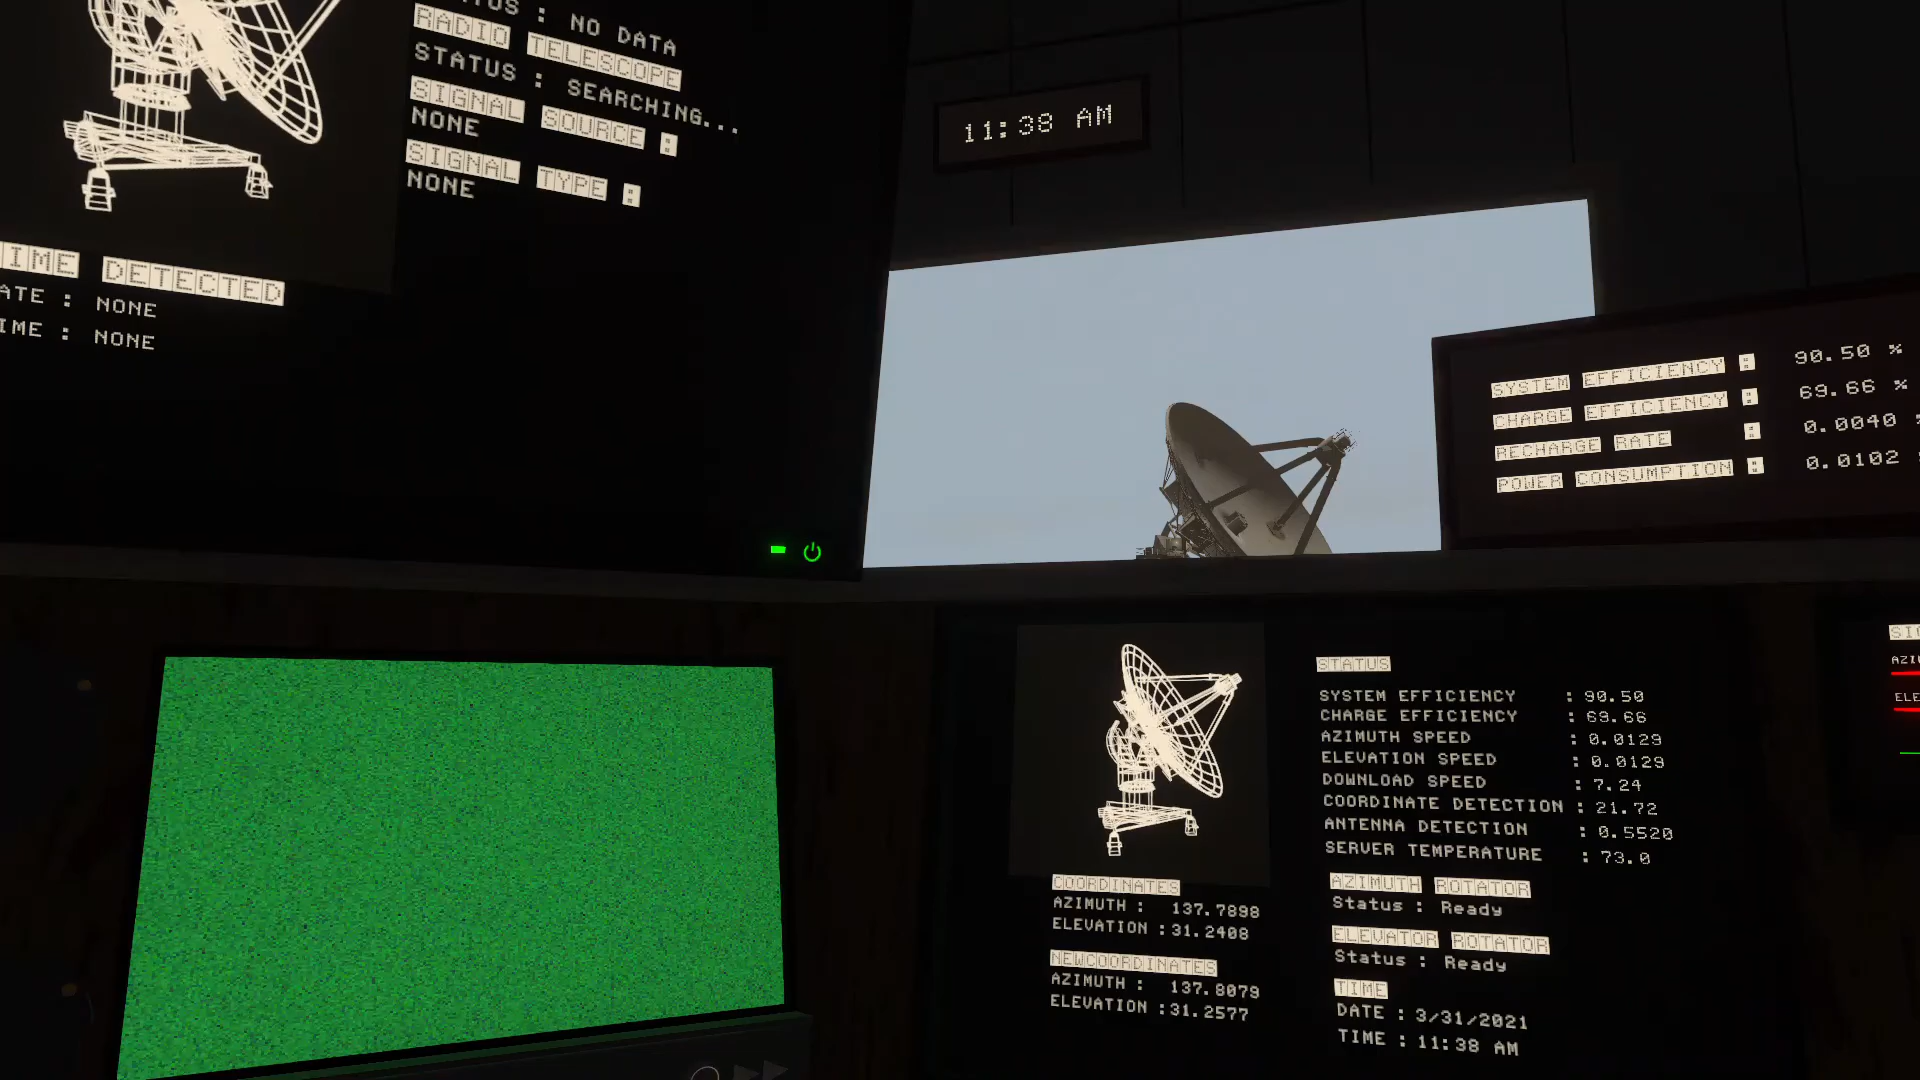 NO DATA
RADIO TELESCOPE
STATUS : SEARCHING...
SIGNAL SOURCE :
NONE
SIGNAL TYPE :
NONE
DETECTED
: NONE
: NONE
11:38 AM
SYSTEM EFFICIENCY : 90.50 %
CHARGE EFFICIENCY : 69.66 %
RECHARGE RATE : 0.0040
POWER CONSUMPTION : 0.0102
STATUS
SYSTEM EFFICIENCY : 90.50
CHARGE EFFICIENCY : 69.66
AZIMUTH SPEED : 0.0129
ELEVATION SPEED : 0.0129
DOWNLOAD SPEED : 7.24
COORDINATE DETECTION : 21.72
ANTENNA DETECTION : 0.5520
SERVER TEMPERATURE : 73.0
COORDINATES
AZIMUTH : 137.7898
ELEVATION : 31.2408
NEWCOORDINATES
AZIMUTH : 137.8079
ELEVATION : 31.2577
AZIMUTH ROTATOR
Status : Ready
ELEVATOR ROTATOR
Status : Ready
TIME
DATE : 3/31/2021
TIME : 11:38 AM